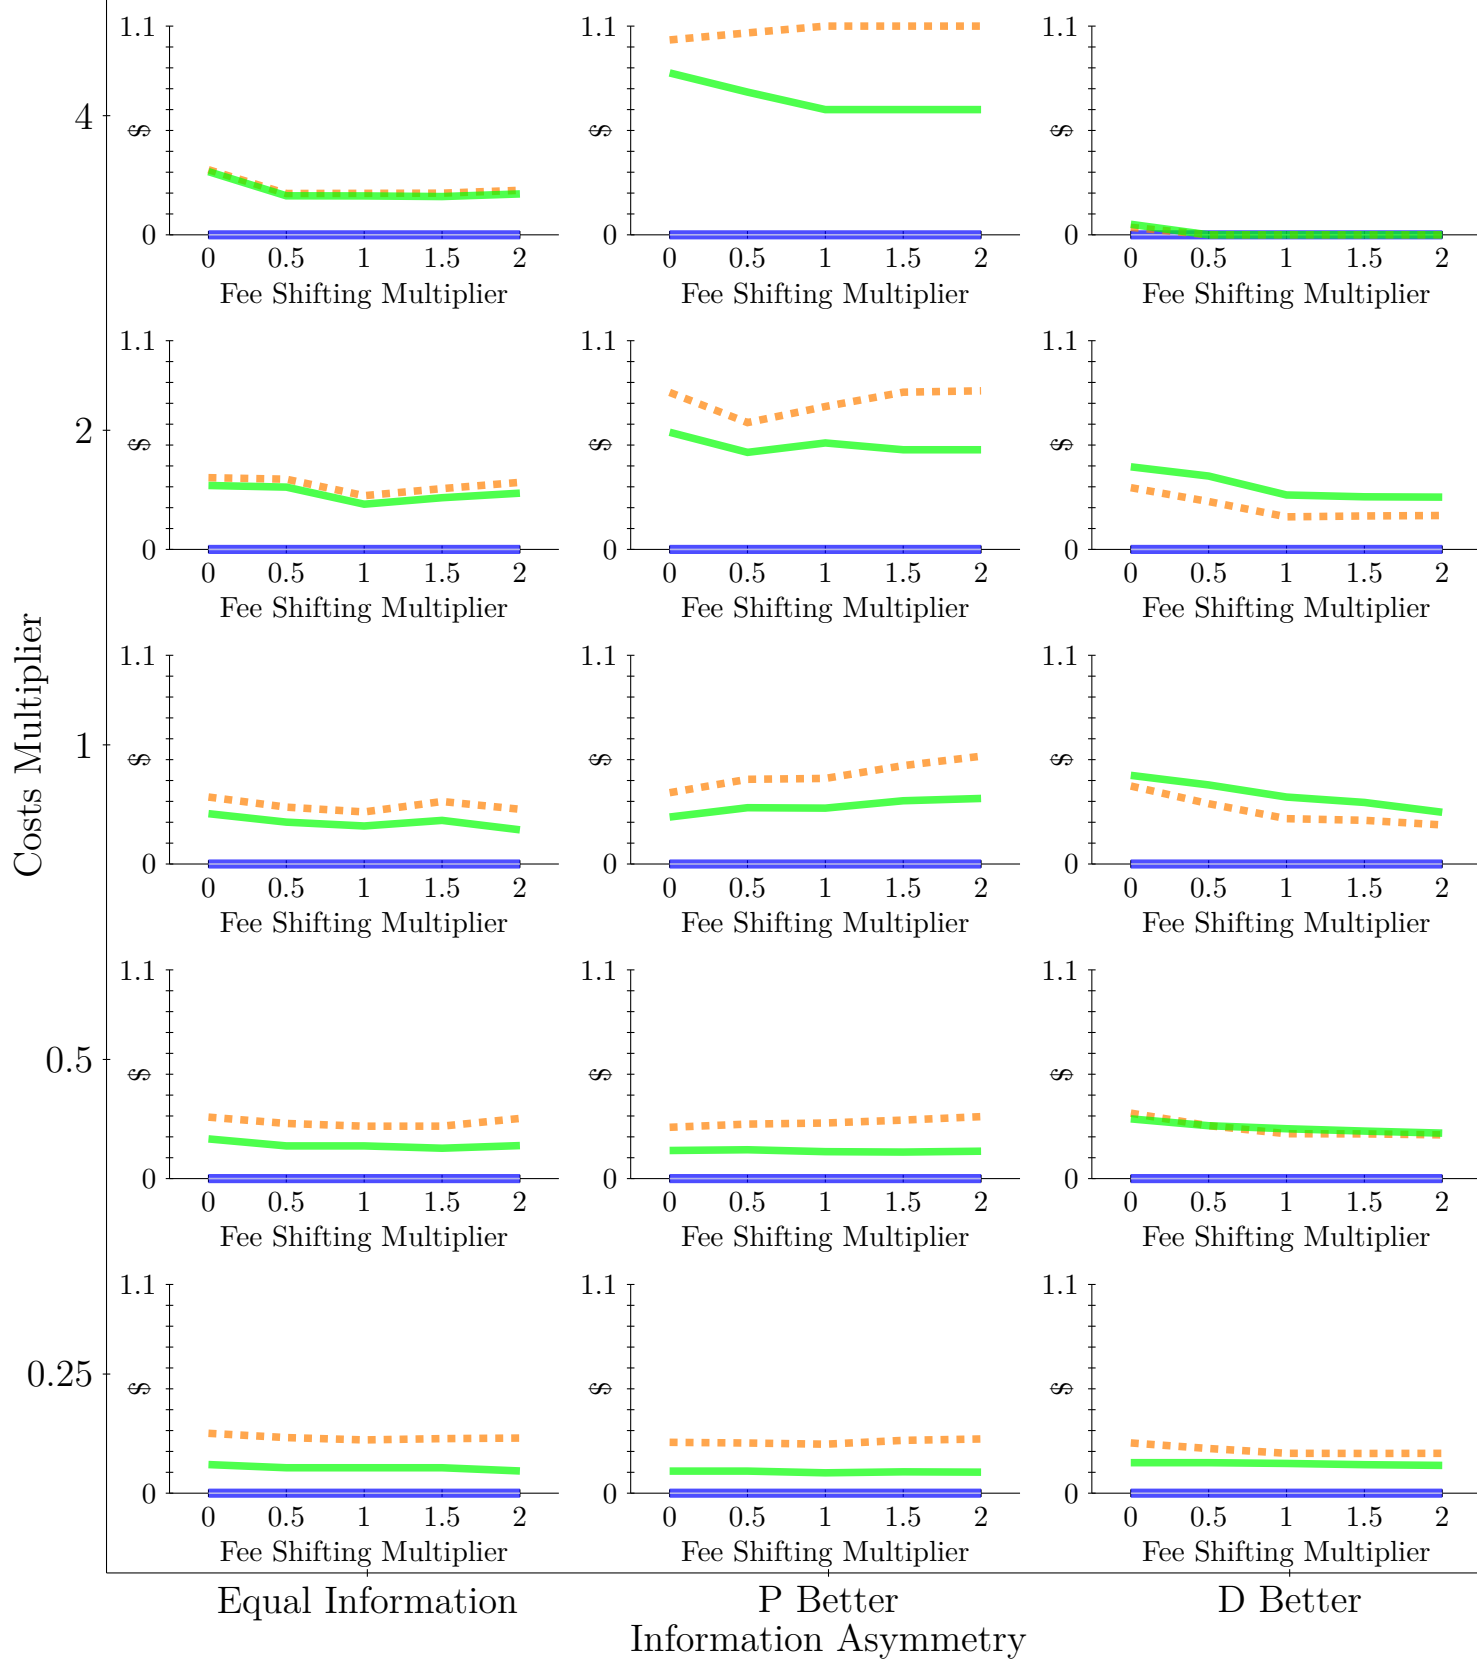 1.1 1.1 1.1
4 $ $ $
0 0 0
0 0.5 1 1.5 2 0 0.5 1 1.5 2 0 0.5 1 1.5 2
Fee Shifting Multiplier Fee Shifting Multiplier Fee Shifting Multiplier
1.1 1.1 1.1
2 $ $ $
0 0 0
0 0.5 1 1.5 2 0 0.5 1 1.5 2 0 0.5 1 1.5 2
Fee Shifting Multiplier Fee Shifting Multiplier Fee Shifting Multiplier
Costs Multiplier
1.1 1.1 1.1
1 $ $ $
0 0 0
0 0.5 1 1.5 2 0 0.5 1 1.5 2 0 0.5 1 1.5 2
Fee Shifting Multiplier Fee Shifting Multiplier Fee Shifting Multiplier
1.1 1.1 1.1
0.5 $ $ $
0 0 0
0 0.5 1 1.5 2 0 0.5 1 1.5 2 0 0.5 1 1.5 2
Fee Shifting Multiplier Fee Shifting Multiplier Fee Shifting Multiplier
1.1 1.1 1.1
0.25 $ $ $
0 0 0
0 0.5 1 1.5 2 0 0.5 1 1.5 2 0 0.5 1 1.5 2
Fee Shifting Multiplier Fee Shifting Multiplier Fee Shifting Multiplier
Equal Information P Better D Better
Information Asymmetry